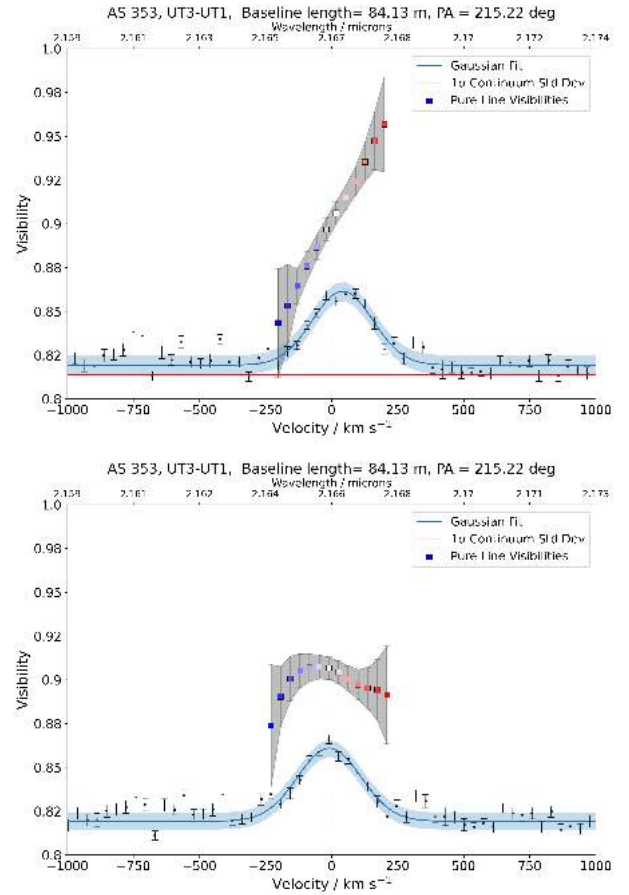 AS 353, UT3-UT1, Baseline length= 84.13 m, PA = 215.22 deg
Wavelength / microns
2.158 2.161 2.163 2.165 2.167 2.168 2.17 2.172 2.174
Gaussian Fit
1σ Continuum Std Dev
Pure Line Visibilities
Visibility
1.0
0.98
0.95
0.92
0.9
0.88
0.85
0.82
0.8
−1000 −750 −500 −250 0 250 500 750 1000
Velocity / km s⁻¹
AS 353, UT3-UT1, Baseline length= 84.13 m, PA = 215.22 deg
Wavelength / microns
2.159 2.161 2.162 2.164 2.166 2.168 2.17 2.171 2.173
Gaussian Fit
1σ Continuum Std Dev
Pure Line Visibilities
Visibility
1.0
0.98
0.95
0.92
0.9
0.88
0.85
0.82
0.8
−1000 −750 −500 −250 0 250 500 750 1000
Velocity / km s⁻¹